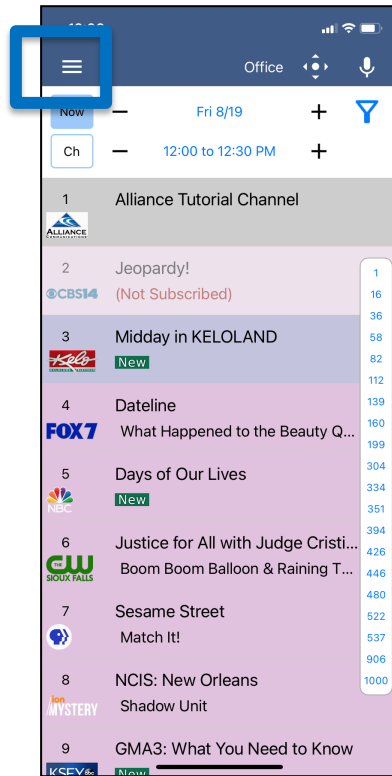 Office
Now
Fri 8/19
Ch
12:00 to 12:30 PM
1
Alliance Tutorial Channel
ALLIANCE
COMMUNICATIONS
2
Jeopardy!
CBS14
(Not Subscribed)
3
Midday in KELOLAND
Kelo
New
4
Dateline
FOX7
What Happened to the Beauty Q...
5
Days of Our Lives
NBC
New
6
Justice for All with Judge Cristi...
THE CW
SIOUX FALLS
Boom Boom Balloon & Raining T...
7
Sesame Street
Match It!
8
NCIS: New Orleans
ion
MYSTERY
Shadow Unit
9
GMA3: What You Need to Know
KSFY abc
New
1
16
36
58
82
112
139
160
199
304
334
351
394
426
446
480
522
537
906
1000